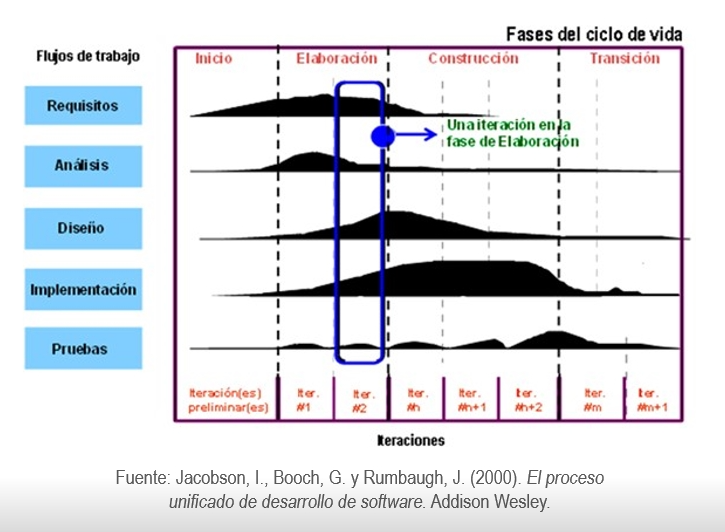 Fases del ciclo de vida
Flujos de trabajo
Inicio
Elaboración
Construcción
Transición
Requisitos
Una iteración en la
fase de Elaboración
Análisis
Diseño
Implementación
Pruebas
Iteración(es)
preliminar(es)
Iter.
#1
Iter.
#2
Iter.
#n
Iter.
#n+1
Iter.
#n+2
Iter.
#m
Iter.
#m+1
Iteraciones
Fuente: Jacobson, I., Booch, G. y Rumbaugh, J. (2000). El proceso
unificado de desarrollo de software. Addison Wesley.